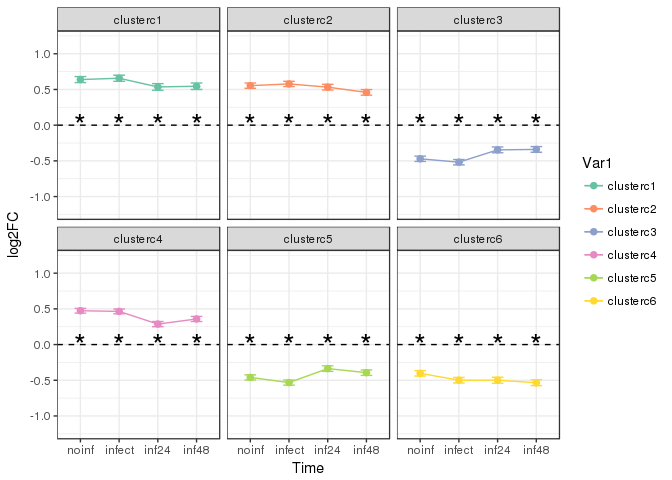 clusterc1 clusterc2 clusterc3
1.0
0.5
0.0
-0.5
-1.0
* * * * * * * * * * * *
log2FC
clusterc4 clusterc5 clusterc6
1.0
0.5
0.0
-0.5
-1.0
* * * * * * * * * * * *
noinf infect inf24 inf48 noinf infect inf24 inf48 noinf infect inf24 inf48
Time
Var1
clusterc1
clusterc2
clusterc3
clusterc4
clusterc5
clusterc6